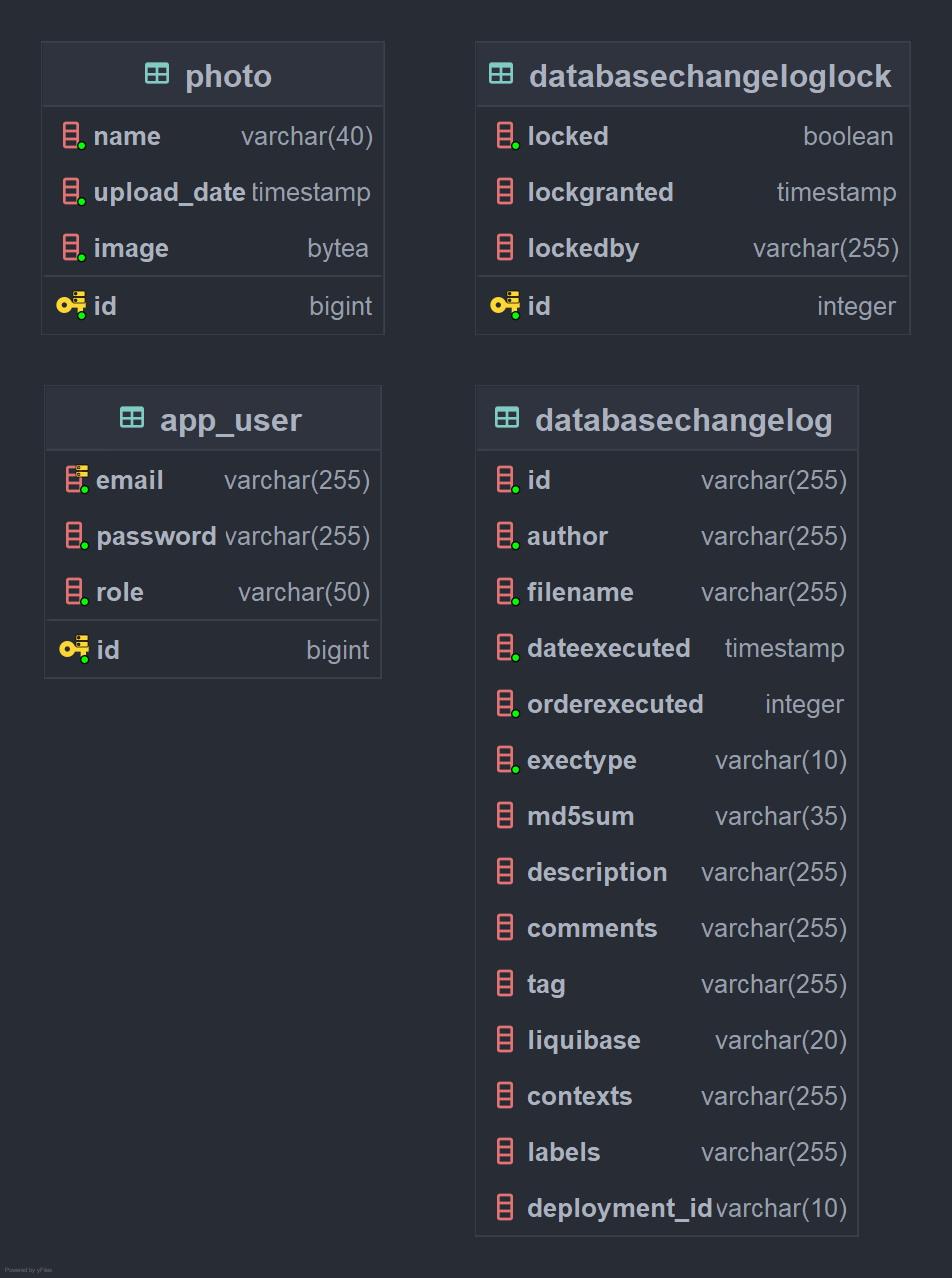 photo
name varchar(40)
upload_date timestamp
image bytea
id bigint
databasechangeloglock
locked boolean
lockgranted timestamp
lockedby varchar(255)
id integer
app_user
email varchar(255)
password varchar(255)
role varchar(50)
id bigint
databasechangelog
id varchar(255)
author varchar(255)
filename varchar(255)
dateexecuted timestamp
orderexecuted integer
exectype varchar(10)
md5sum varchar(35)
description varchar(255)
comments varchar(255)
tag varchar(255)
liquibase varchar(20)
contexts varchar(255)
labels varchar(255)
deployment_id varchar(10)
Powered by yFiles